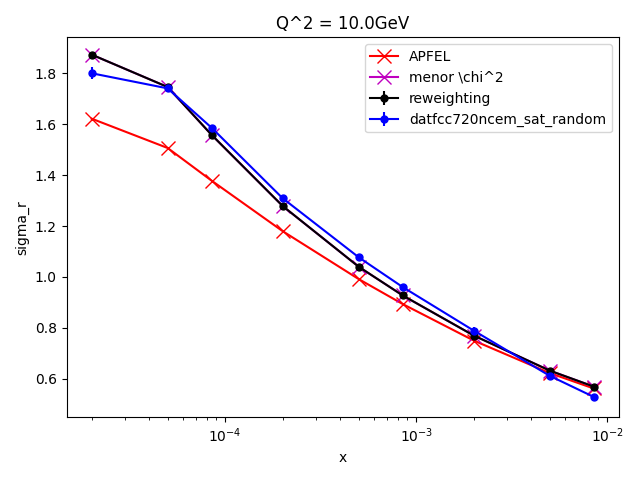 Q^2 = 10.0GeV
APFEL
menor \chi^2
reweighting
datfcc720ncem_sat_random
sigma_r
1.8
1.6
1.4
1.2
1.0
0.8
0.6
10⁻⁴
10⁻³
10⁻²
x